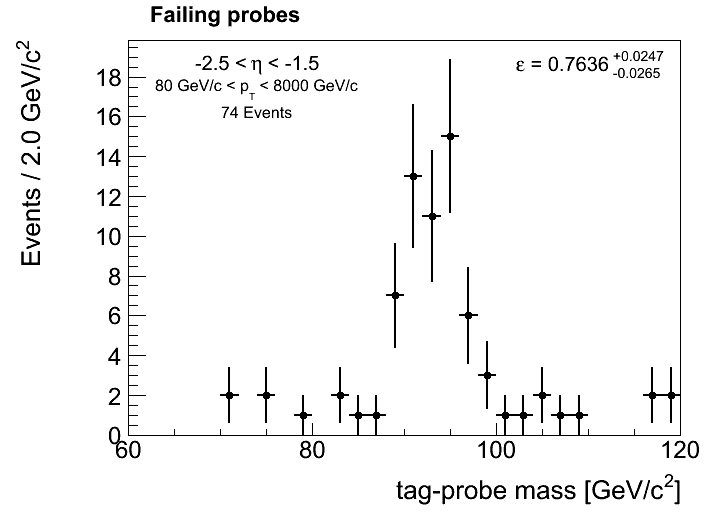 Failing probes
-2.5 < η < -1.5
80 GeV/c < p_T < 8000 GeV/c
74 Events
ε = 0.7636 +0.0247 -0.0265
Events / 2.0 GeV/c²
18
16
14
12
10
8
6
4
2
0
60 80 100 120
tag-probe mass [GeV/c²]